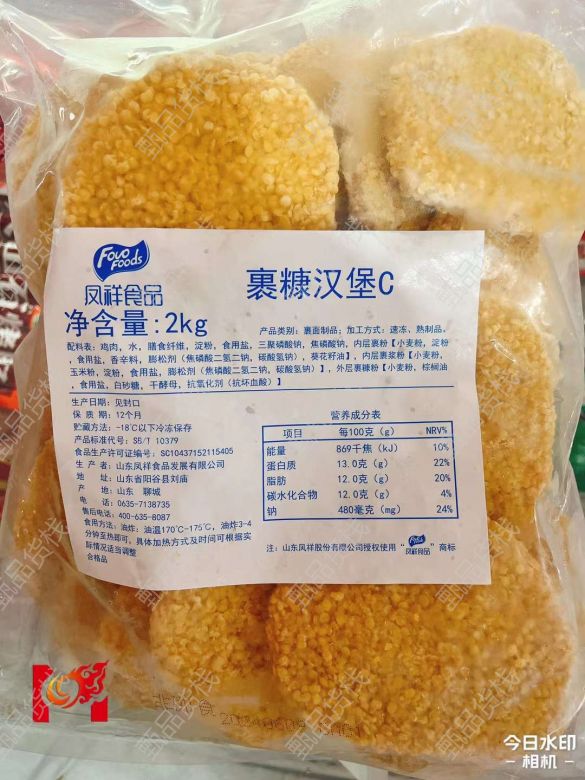 Fovo
Foods
凤祥食品
裹糠汉堡C
净含量:2kg
产品类别:裹面制品;加工方式:速冻,熟制品。
配料表:鸡肉,水,膳食纤维,淀粉,食用盐,三聚磷酸钠,焦磷酸钠,内层裹粉【小麦粉,淀粉
,食用盐,香辛料,膨松剂(焦磷酸二氢二钠,碳酸氢钠),葵花籽油】,内层裹浆粉【小麦粉,
玉米粉,淀粉,食用盐,膨松剂(焦磷酸二氢二钠、碳酸氢钠)】,外层裹糠粉【小麦粉,棕榈油
,食用盐,白砂糖,干酵母,抗氧化剂(抗坏血酸)】
生产日期:见封口
保 质 期:12个月
贮藏方法:-18℃以下冷冻保存
产品标准代号:SB/T 10379
食品生产许可证编号:SC10437152115405
生 产 者:山东凤祥食品发展有限公司
地 址:山东省阳谷县刘庙
产 地:山东 聊城
电 话:0635-7138735
售后电话:400-635-8087
食用方法:油炸:油温170℃-175℃,油炸3-4
分钟至熟即可。具体加热方式及时间可根据实
际情况适当调整
合格品
营养成分表
项目 每100克(g) NRV%
能量 869千焦(kJ) 10%
蛋白质 13.0克(g) 22%
脂肪 12.0克(g) 20%
碳水化合物 12.0克(g) 4%
钠 480毫克(mg) 24%
注:山东凤祥股份有限公司授权使用“Fovo Foods 凤祥食品”商标
甄品货栈
今日水印
-相机-